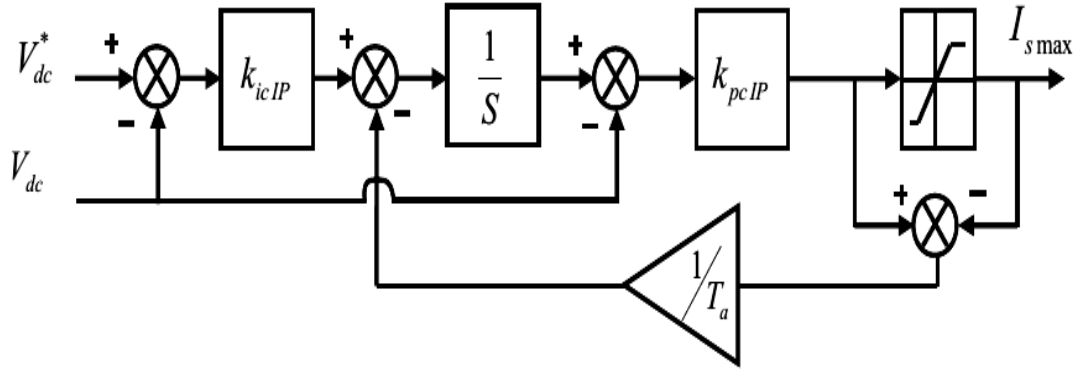 V*dc
+
-
kic IP
+
-
1/S
+
-
kpc IP
Is max
Vdc
+
-
1/Ta